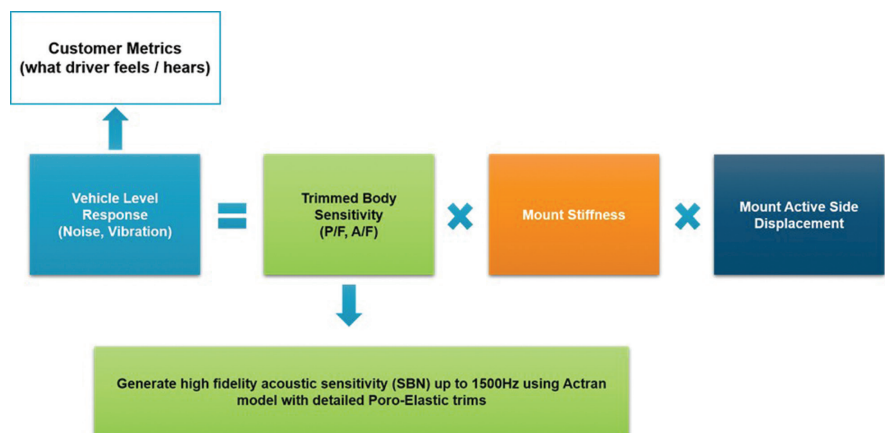 Customer Metrics
(what driver feels / hears)
Vehicle Level
Response
(Noise, Vibration)
Trimmed Body
Sensitivity
(P/F, A/F)
Mount Stiffness
Mount Active Side
Displacement
Generate high fidelity acoustic sensitivity (SBN) up to 1500Hz using Actran
model with detailed Poro-Elastic trims